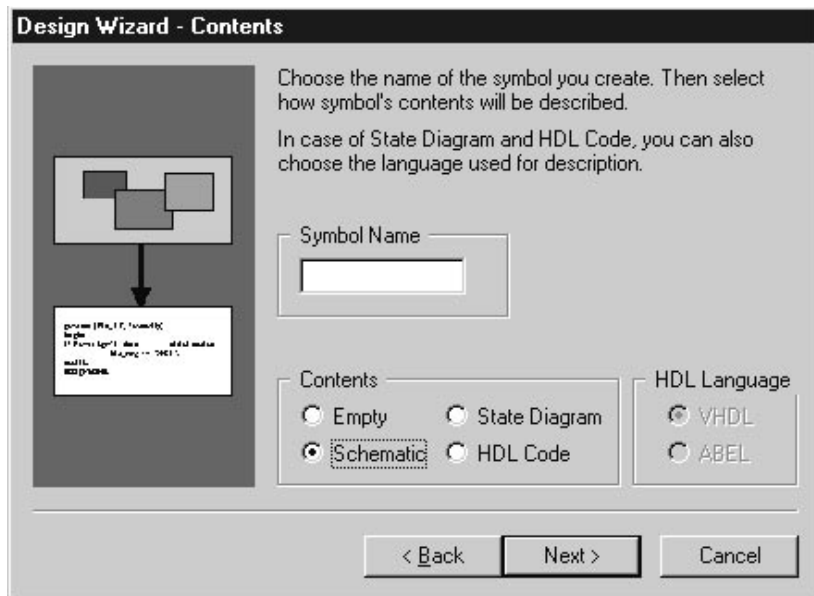 Design Wizard - Contents
Choose the name of the symbol you create. Then select
how symbol's contents will be described.
In case of State Diagram and HDL Code, you can also
choose the language used for description.
Symbol Name
Contents
HDL Language
Empty
State Diagram
VHDL
Schematic
HDL Code
ABEL
< Back
Next >
Cancel